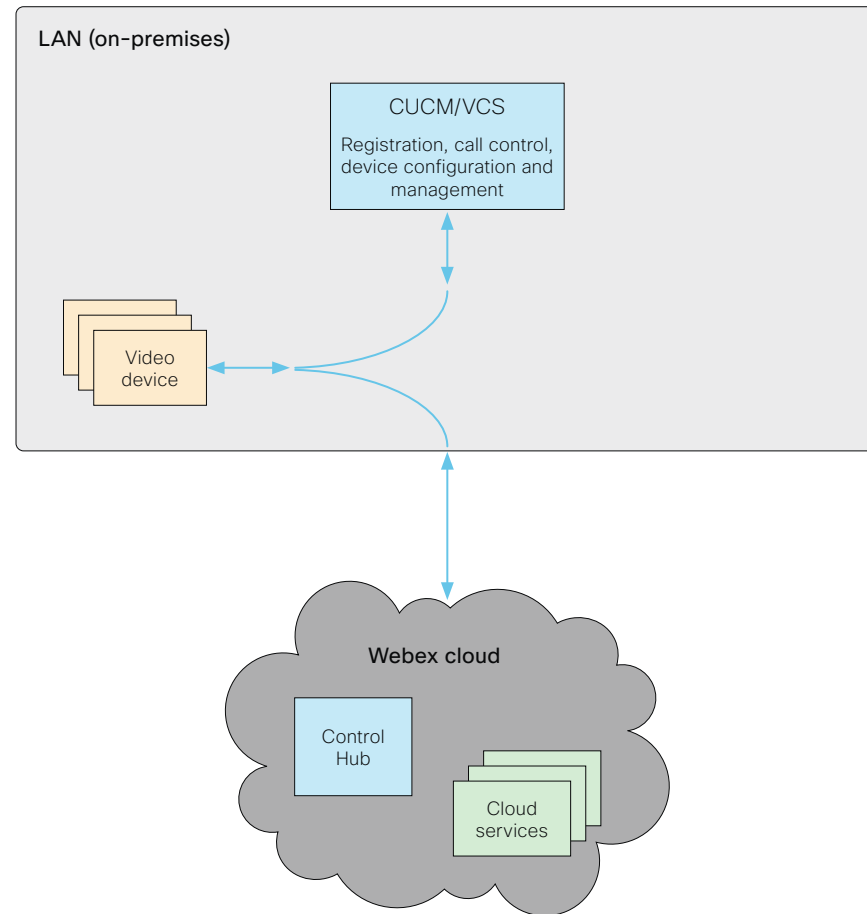 LAN (on-premises)
CUCM/VCS
Registration, call control,
device configuration and
management
Video
device
Webex cloud
Control
Hub
Cloud
services